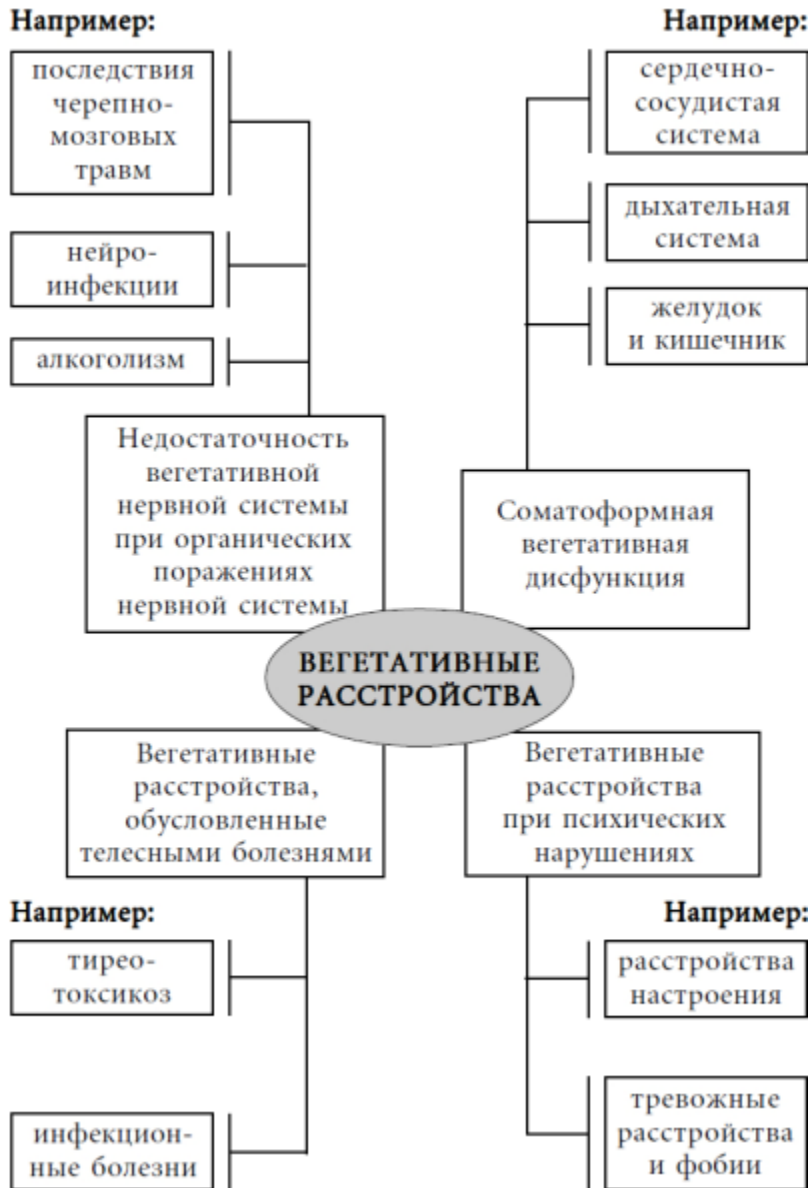 Например:
последствия
черепно-
мозговых
травм
нейро-
инфекции
алкоголизм
Недостаточность
вегетативной
нервной системы
при органических
поражениях
нервной системы
Например:
сердечно-
сосудистая
система
дыхательная
система
желудок
и кишечник
Соматоформная
вегетативная
дисфункция
ВЕГЕТАТИВНЫЕ
РАССТРОЙСТВА
Вегетативные
расстройства,
обусловленные
телесными болезнями
Например:
тирео-
токсикоз
инфекцион-
ные болезни
Вегетативные
расстройства
при психических
нарушениях
Например:
расстройства
настроения
тревожные
расстройства
и фобии